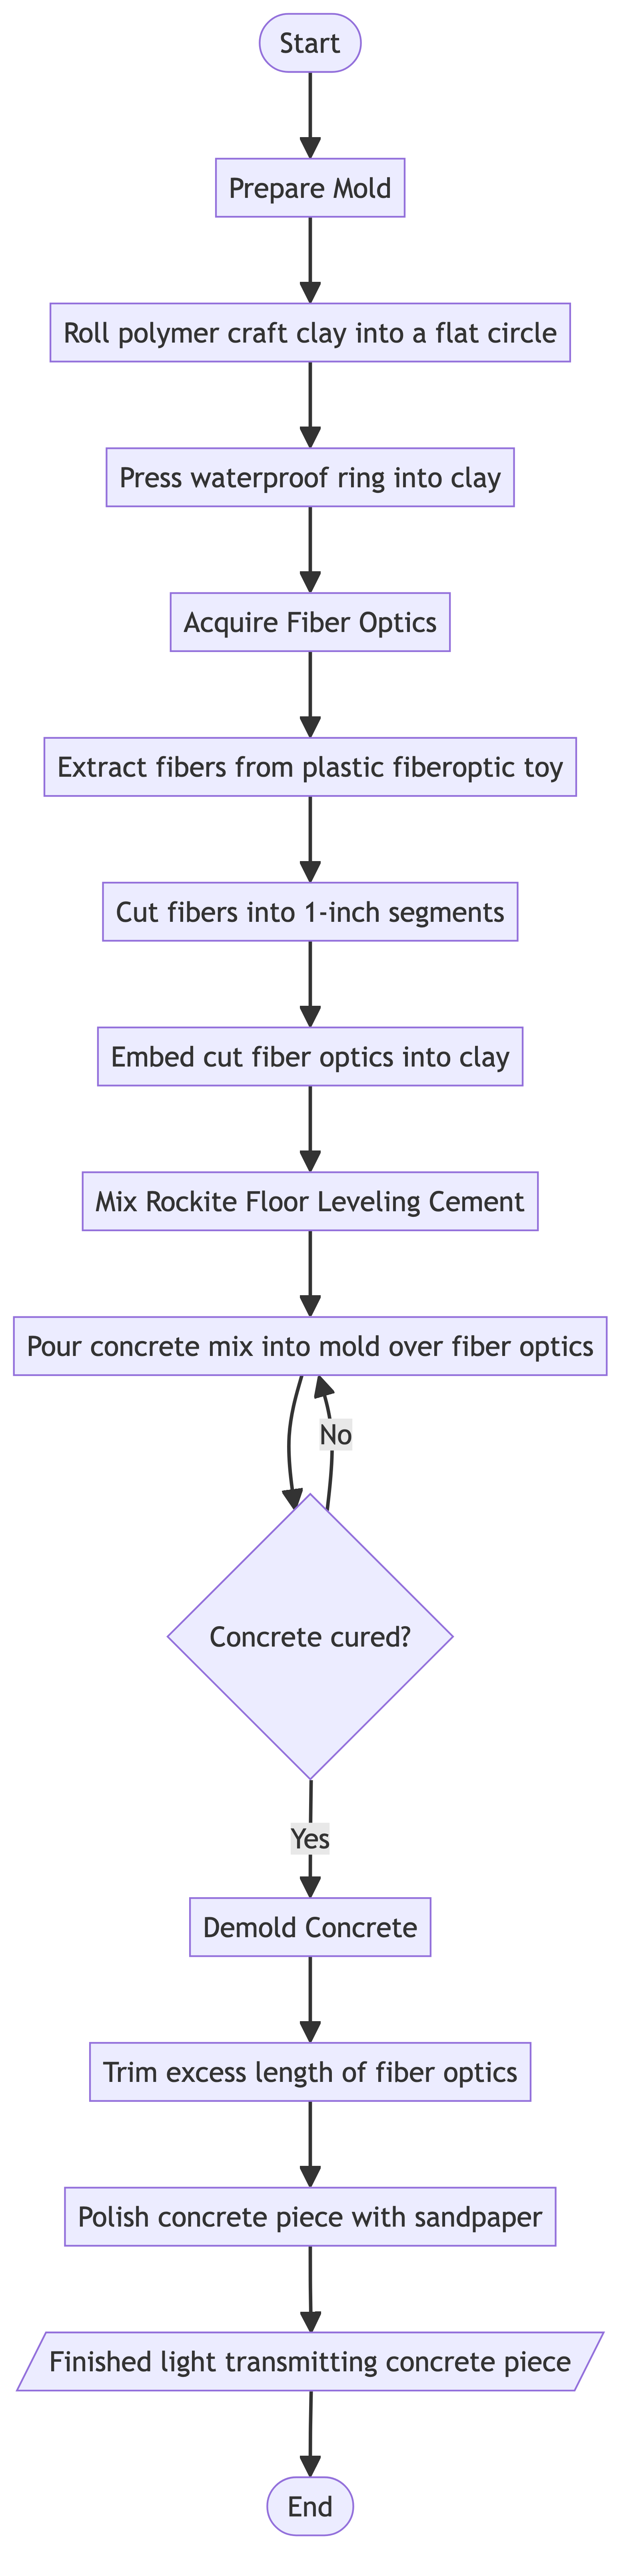 Start
Prepare Mold
Roll polymer craft clay into a flat circle
Press waterproof ring into clay
Acquire Fiber Optics
Extract fibers from plastic fiberoptic toy
Cut fibers into 1-inch segments
Embed cut fiber optics into clay
Mix Rockite Floor Leveling Cement
Pour concrete mix into mold over fiber optics
No
Concrete cured?
Yes
Demold Concrete
Trim excess length of fiber optics
Polish concrete piece with sandpaper
Finished light transmitting concrete piece
End